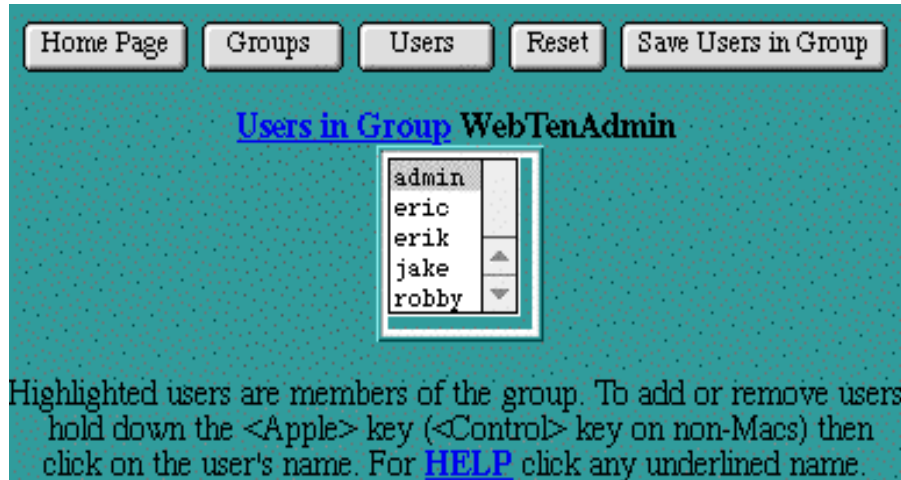 Home Page Groups Users Reset Save Users in Group
Users in Group WebTenAdmin
admin
eric
erik
jake
robby
Highlighted users are members of the group. To add or remove users
hold down the <Apple> key (<Control> key on non-Macs) then
click on the user's name. For HELP click any underlined name.